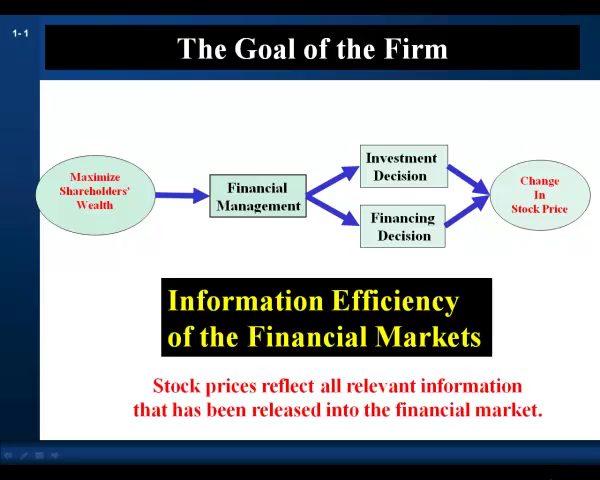 1- 1
The Goal of the Firm
Maximize
Shareholders'
Wealth
Financial
Management
Investment
Decision
Financing
Decision
Change
In
Stock Price
Information Efficiency
of the Financial Markets
Stock prices reflect all relevant information
that has been released into the financial market.